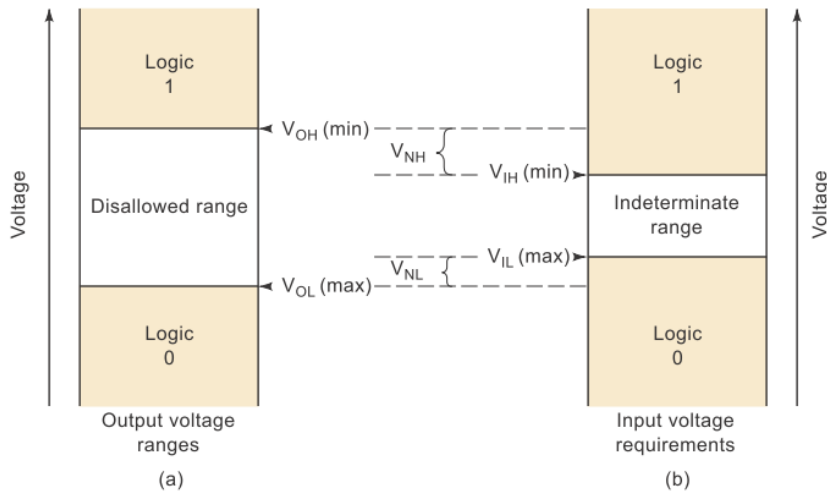 Voltage
Logic
1
Disallowed range
Logic
0
Output voltage
ranges
(a)
VOH (min)
VNH
VIH (min)
VIL (max)
VNL
VOL (max)
Logic
1
Indeterminate
range
Logic
0
Input voltage
requirements
(b)
Voltage